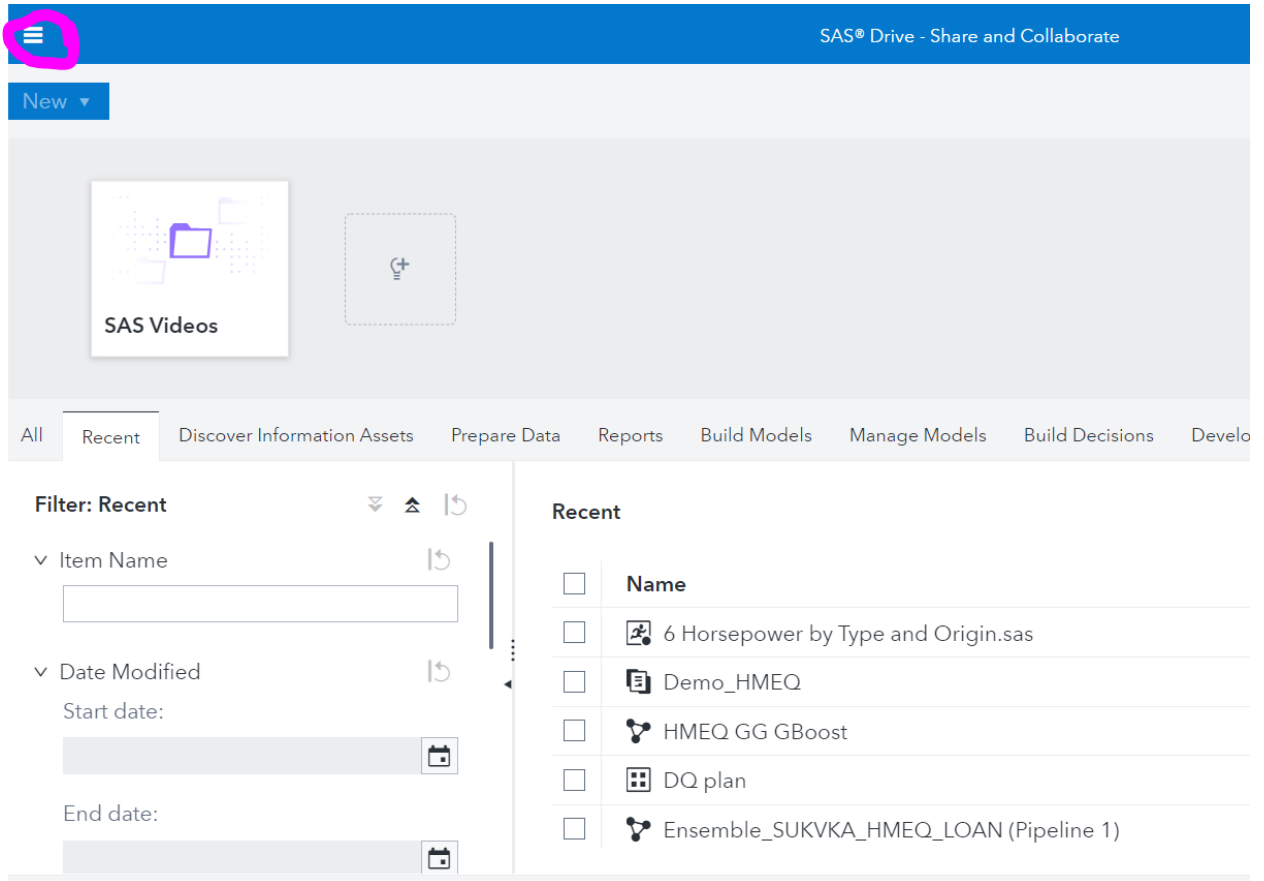 SAS® Drive - Share and Collaborate
New
SAS Videos
All Recent Discover Information Assets Prepare Data Reports Build Models Manage Models Build Decisions Develo
Filter: Recent
Item Name
Date Modified
Start date:
End date:
Recent
Name
6 Horsepower by Type and Origin.sas
Demo_HMEQ
HMEQ GG GBoost
DQ plan
Ensemble_SUKVKA_HMEQ_LOAN (Pipeline 1)